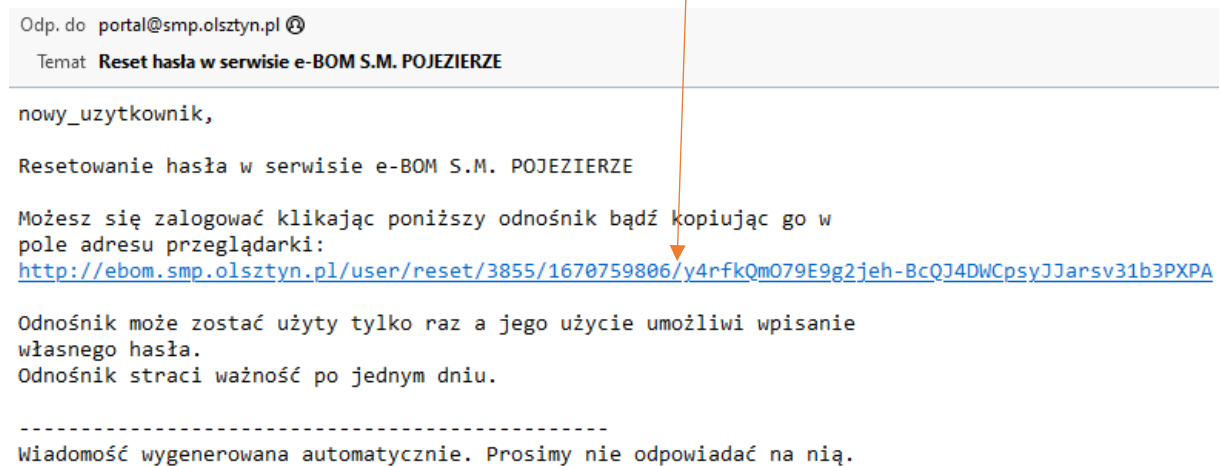 Odp. do portal@smp.olsztyn.pl
Temat Reset hasła w serwisie e-BOM S.M. POJEZIERZE
nowy_uzytkownik,
Resetowanie hasła w serwisie e-BOM S.M. POJEZIERZE
Możesz się zalogować klikając poniższy odnośnik bądź kopiując go w
pole adresu przeglądarki:
http://ebom.smp.olsztyn.pl/user/reset/3855/1670759806/y4rfkQmO79E9g2jeh-BcQJ4DWCpsyJJarsv31b3PXPA
Odnośnik może zostać użyty tylko raz a jego użycie umożliwi wpisanie
własnego hasła.
Odnośnik straci ważność po jednym dniu.
------------------------------------------------
Wiadomość wygenerowana automatycznie. Prosimy nie odpowiadać na nią.